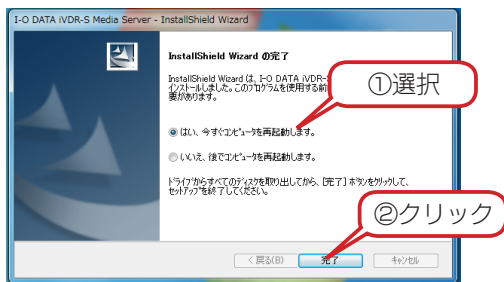 I-O DATA iVDR-S Media Server - InstallShield Wizard
InstallShield Wizard の完了
InstallShield Wizard は、I-O DATA iVDR-S
インストールしました。このプログラムを使用する前
要があります。
①選択
はい、今すぐコンピュータを再起動します。
いいえ、後でコンピュータを再起動します。
ドライブからすべてのディスクを取り出してから、[完了] ボタンをクリックして、
セットアップを終了してください。
②クリック
< 戻る(B)
完了
キャンセル